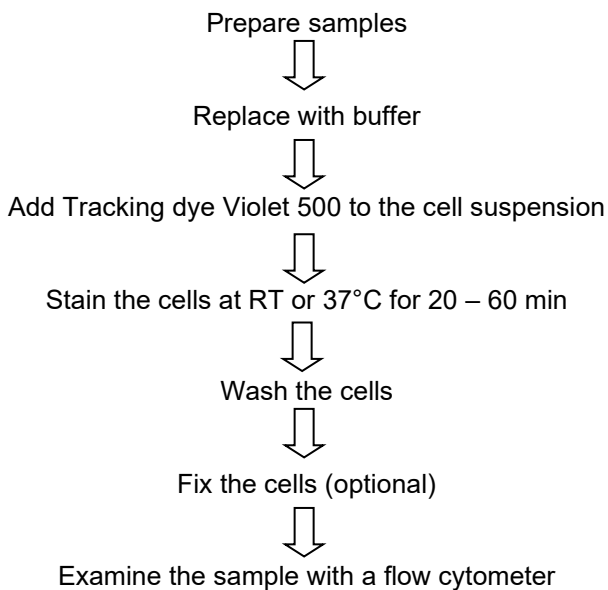 Prepare samples
Replace with buffer
Add Tracking dye Violet 500 to the cell suspension
Stain the cells at RT or 37°C for 20 – 60 min
Wash the cells
Fix the cells (optional)
Examine the sample with a flow cytometer